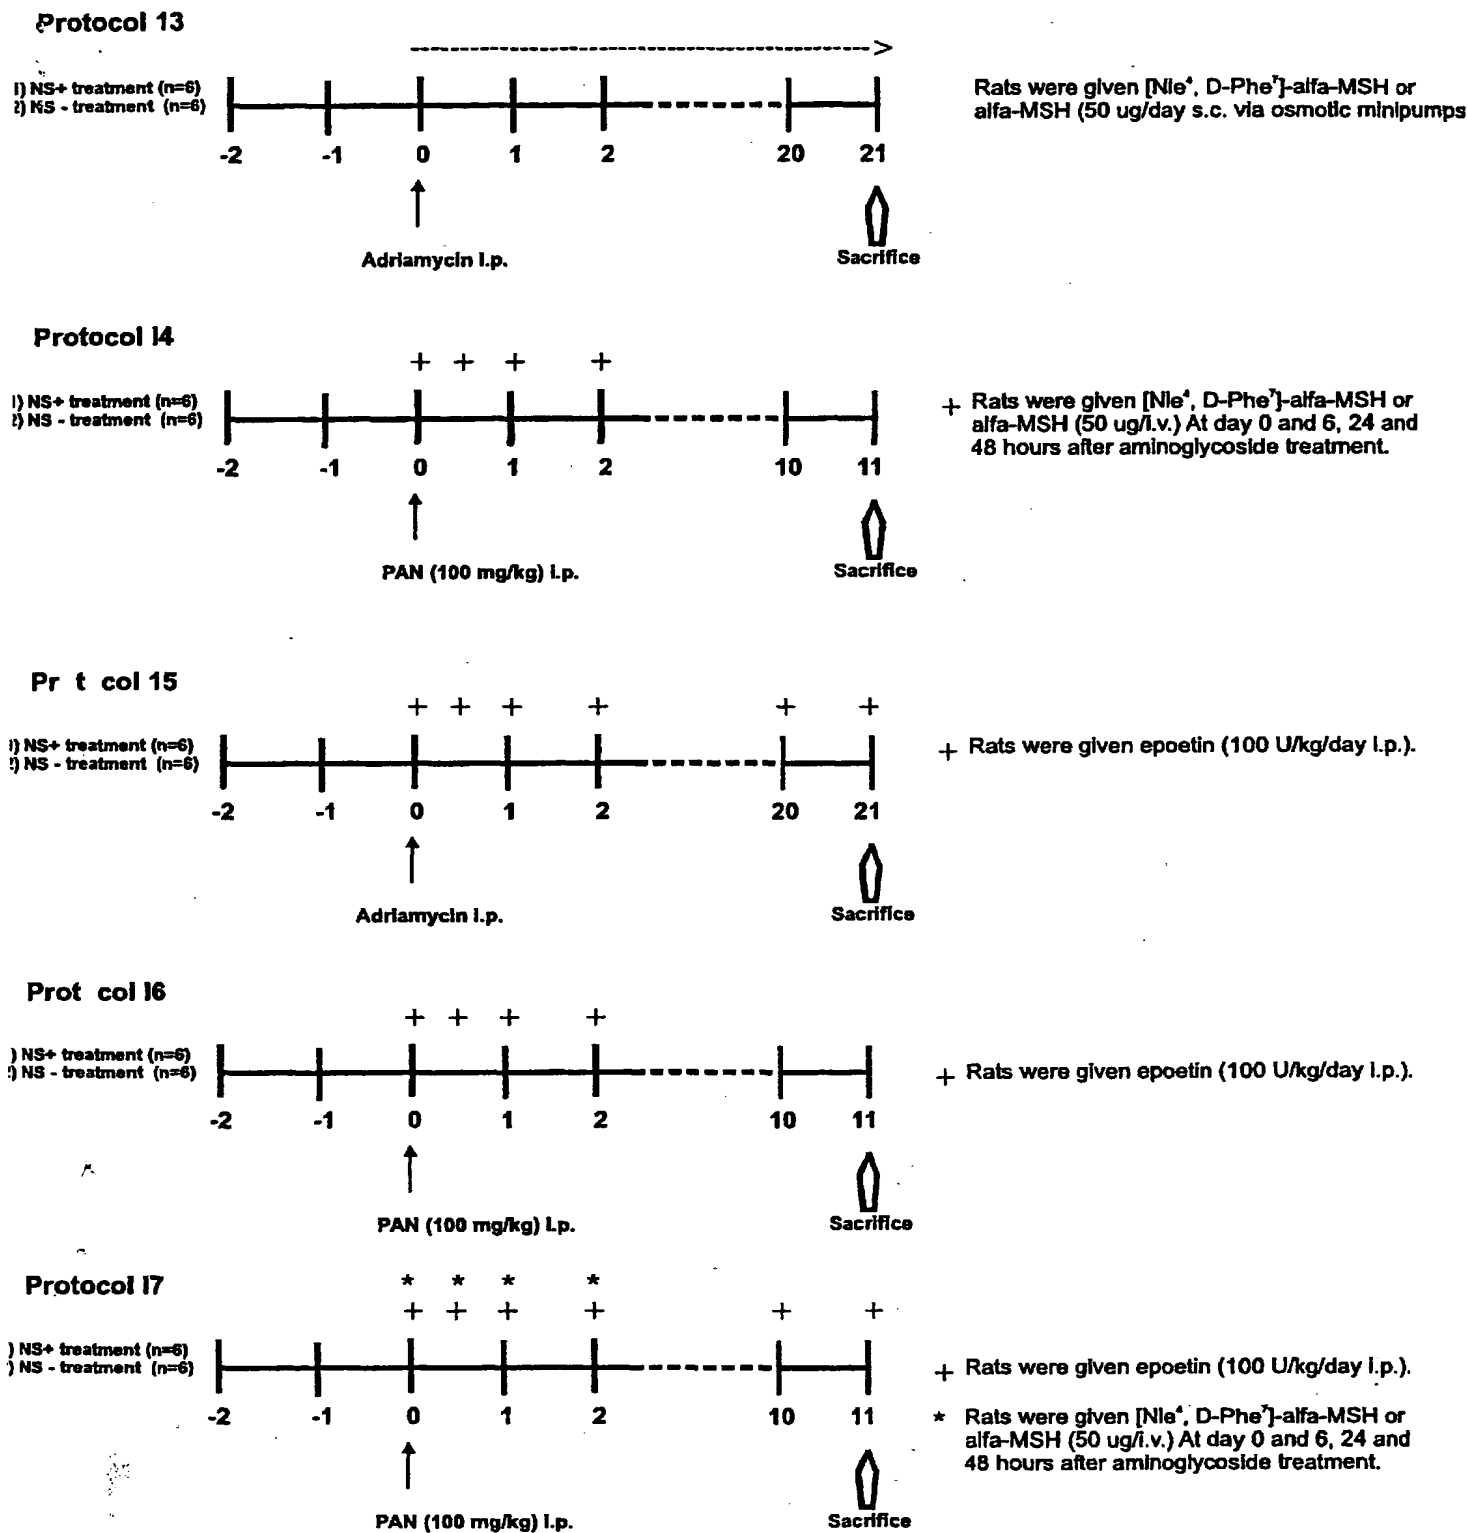 Protocol 13
1) NS+ treatment (n=6)
2) NS - treatment (n=6)
-2 -1 0 1 2 20 21
Adriamycin i.p.
Sacrifice
Rats were given [Nle⁴, D-Phe⁷]-alfa-MSH or
alfa-MSH (50 ug/day s.c. via osmotic minipumps
Protocol 14
+ + + +
1) NS+ treatment (n=6)
2) NS - treatment (n=6)
-2 -1 0 1 2 10 11
PAN (100 mg/kg) i.p.
Sacrifice
+ Rats were given [Nle⁴, D-Phe⁷]-alfa-MSH or
alfa-MSH (50 ug/i.v.) At day 0 and 6, 24 and
48 hours after aminoglycoside treatment.
Pr t col 15
+ + + + + +
1) NS+ treatment (n=6)
2) NS - treatment (n=6)
-2 -1 0 1 2 20 21
Adriamycin i.p.
Sacrifice
+ Rats were given epoetin (100 U/kg/day i.p.).
Prot col 16
+ + + +
) NS+ treatment (n=6)
2) NS - treatment (n=6)
-2 -1 0 1 2 10 11
PAN (100 mg/kg) i.p.
Sacrifice
+ Rats were given epoetin (100 U/kg/day i.p.).
Protocol 17
* * * *
+ + + + + +
) NS+ treatment (n=6)
) NS - treatment (n=6)
-2 -1 0 1 2 10 11
PAN (100 mg/kg) i.p.
Sacrifice
+ Rats were given epoetin (100 U/kg/day i.p.).
* Rats were given [Nle⁴, D-Phe⁷]-alfa-MSH or
alfa-MSH (50 ug/i.v.) At day 0 and 6, 24 and
48 hours after aminoglycoside treatment.